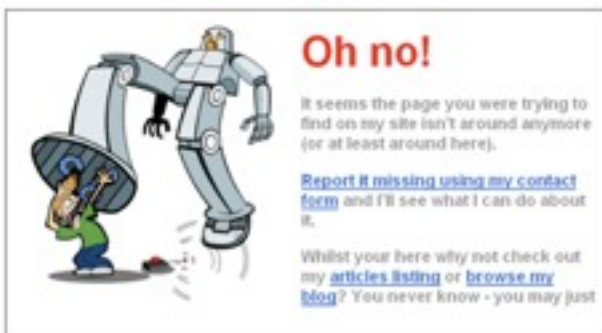 Oh no!
It seems the page you were trying to
find on my site isn't around anymore
(or at least around here).
Report it missing using my contact
form and I'll see what I can do about
it.
Whilst your here why not check out
my articles listing or browse my
blog? You never know - you may just